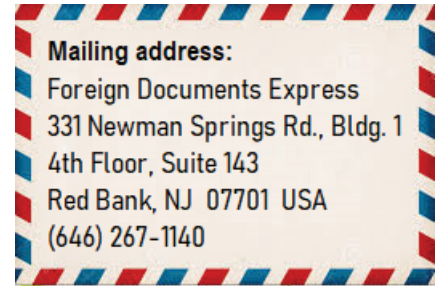 Mailing address:
Foreign Documents Express
331 Newman Springs Rd., Bldg. 1
4th Floor, Suite 143
Red Bank, NJ  07701  USA
(646) 267-1140